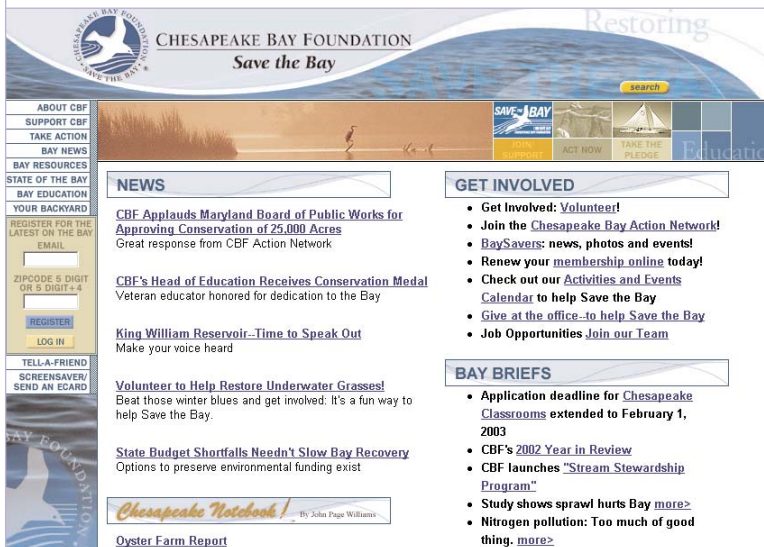 CHESAPEAKE BAY FOUNDATION
SAVE THE BAY
CHESAPEAKE BAY FOUNDATION
Save the Bay
Restoring
search
ABOUT CBF
SUPPORT CBF
TAKE ACTION
BAY NEWS
BAY RESOURCES
STATE OF THE BAY
BAY EDUCATION
YOUR BACKYARD
REGISTER FOR THE
LATEST ON THE BAY
EMAIL
ZIPCODE 5 DIGIT
OR 5 DIGIT+4
REGISTER
LOG IN
TELL-A-FRIEND
SCREENSAVER/
SEND AN ECARD
SAVE THE BAY
JOIN/
SUPPORT
ACT NOW
TAKE THE
PLEDGE
Educatio
NEWS
CBF Applauds Maryland Board of Public Works for
Approving Conservation of 25,000 Acres
Great response from CBF Action Network
CBF's Head of Education Receives Conservation Medal
Veteran educator honored for dedication to the Bay
King William Reservoir--Time to Speak Out
Make your voice heard
Volunteer to Help Restore Underwater Grasses!
Beat those winter blues and get involved: It's a fun way to
help Save the Bay.
State Budget Shortfalls Needn't Slow Bay Recovery
Options to preserve environmental funding exist
Chesapeake Notebook! By John Page Williams
Oyster Farm Report
GET INVOLVED
Get Involved: Volunteer!
Join the Chesapeake Bay Action Network!
BaySavers: news, photos and events!
Renew your membership online today!
Check out our Activities and Events
Calendar to help Save the Bay
Give at the office--to help Save the Bay
Job Opportunities Join our Team
BAY BRIEFS
Application deadline for Chesapeake
Classrooms extended to February 1,
2003
CBF's 2002 Year in Review
CBF launches "Stream Stewardship
Program"
Study shows sprawl hurts Bay more>
Nitrogen pollution: Too much of good
thing. more>